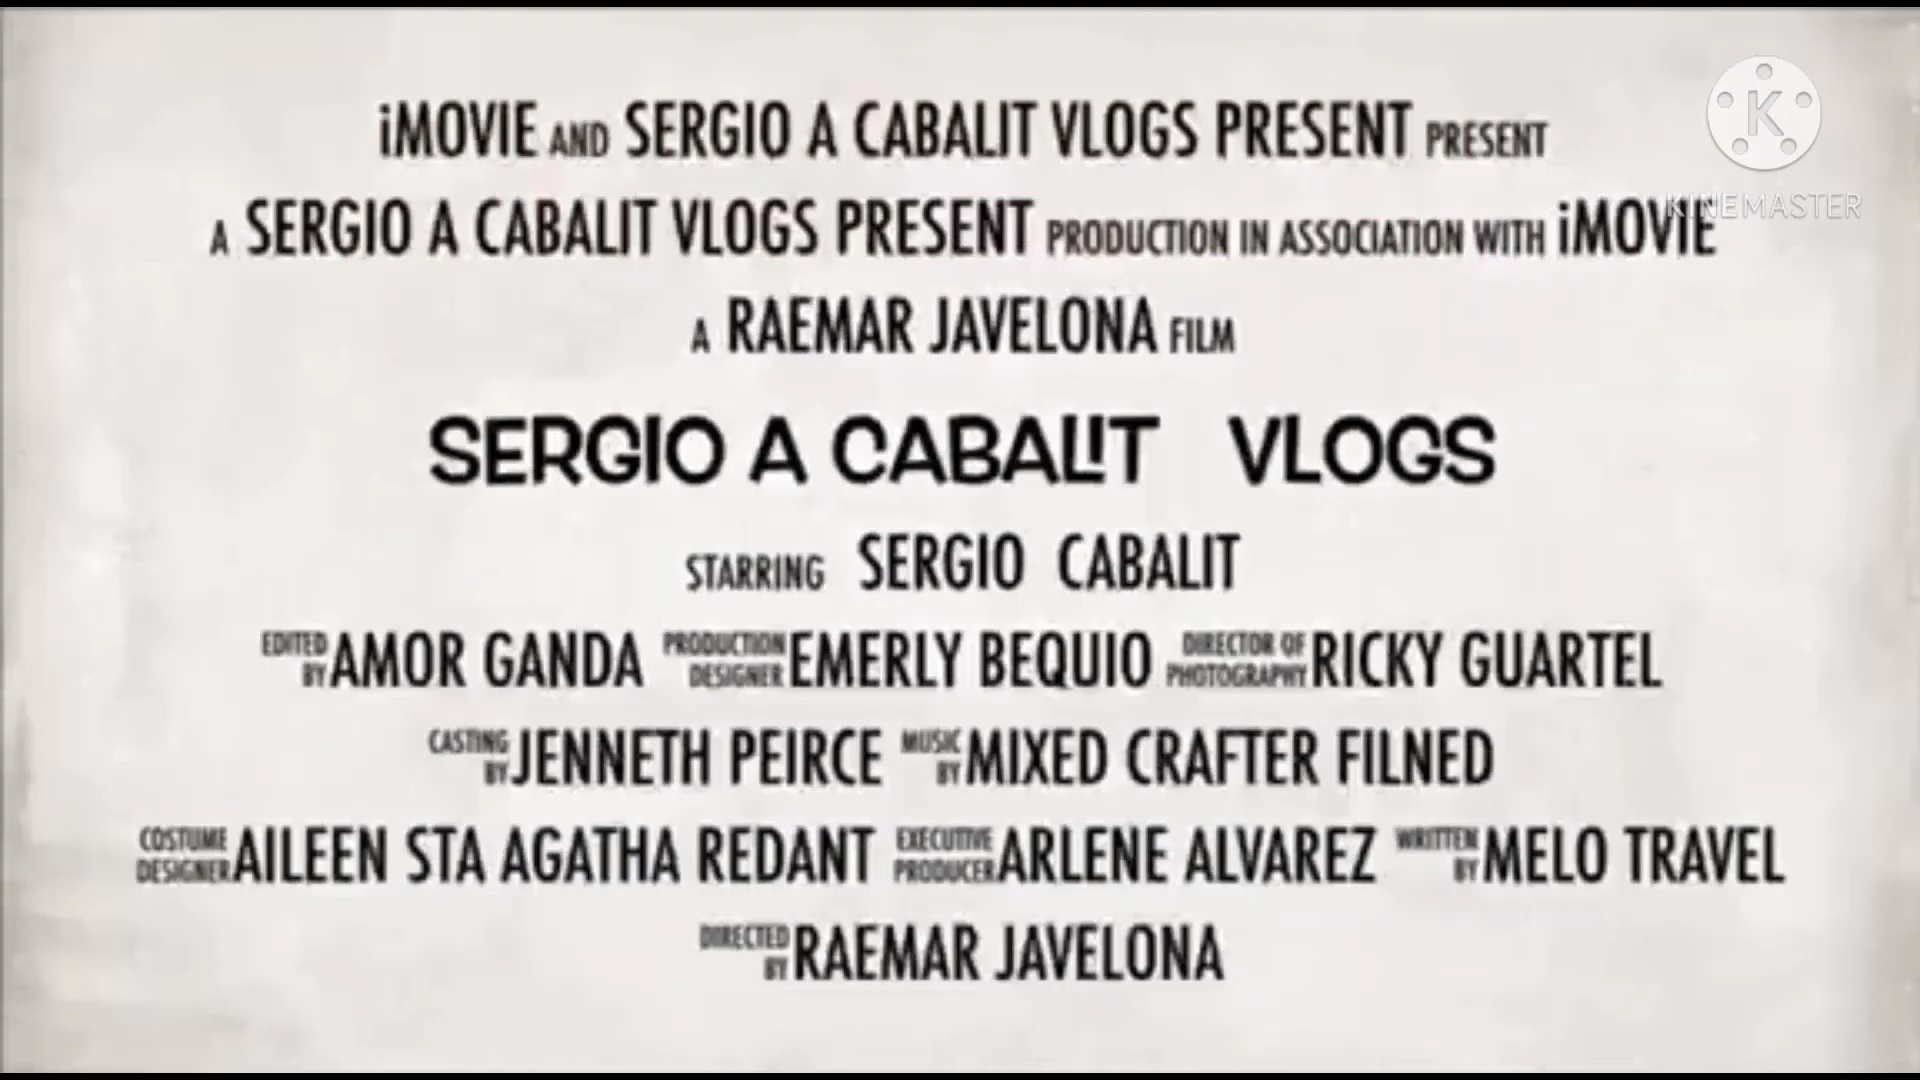 iMOVIE AND SERGIO A CABALIT VLOGS PRESENT PRESENT
A SERGIO A CABALIT VLOGS PRESENT PRODUCTION IN ASSOCIATION WITH iMOVIE
A RAEMAR JAVELONA FILM
SERGIO A CABALIT VLOGS
STARRING SERGIO CABALIT
EDITED BY AMOR GANDA PRODUCTION DESIGNER EMERLY BEQUIO DIRECTOR OF PHOTOGRAPHY RICKY GUARTEL
CASTING BY JENNETH PEIRCE MUSIC BY MIXED CRAFTER FILNED
COSTUME DESIGNER AILEEN STA AGATHA REDANT EXECUTIVE PRODUCER ARLENE ALVAREZ WRITTEN BY MELO TRAVEL
DIRECTED BY RAEMAR JAVELONA
K
KINEMASTER